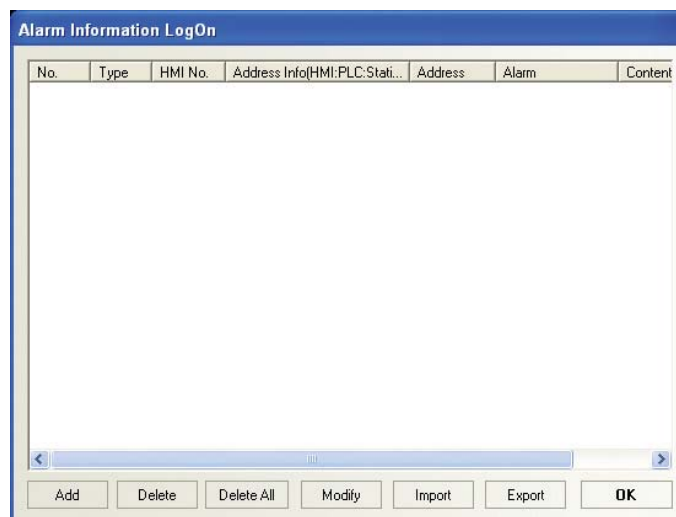 Alarm Information LogOn
No. Type HMI No. Address Info(HMI:PLC:Stati... Address Alarm Content
Add Delete Delete All Modify Import Export OK